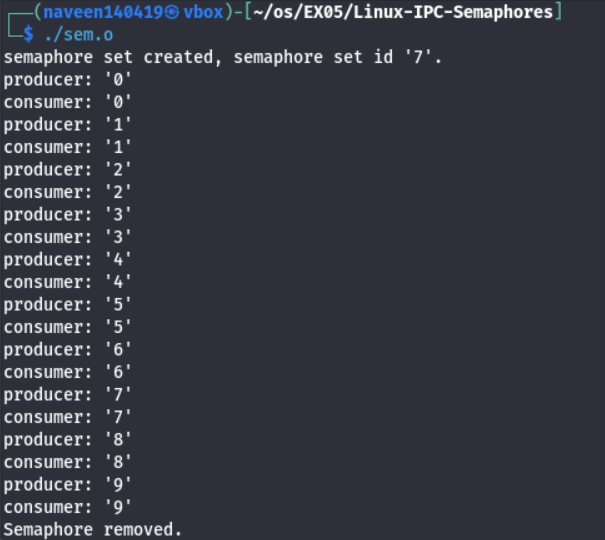 ┌──(naveen140419㉿vbox)-[~/os/EX05/Linux-IPC-Semaphores]
└─$ ./sem.o
semaphore set created, semaphore set id '7'.
producer: '0'
consumer: '0'
producer: '1'
consumer: '1'
producer: '2'
consumer: '2'
producer: '3'
consumer: '3'
producer: '4'
consumer: '4'
producer: '5'
consumer: '5'
producer: '6'
consumer: '6'
producer: '7'
consumer: '7'
producer: '8'
consumer: '8'
producer: '9'
consumer: '9'
Semaphore removed.